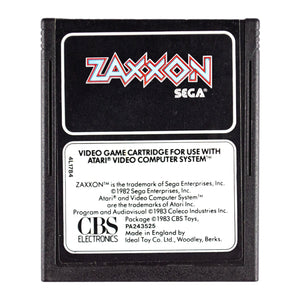 ZAXXON
SEGA®
VIDEO GAME CARTRIDGE FOR USE WITH
ATARI® VIDEO COMPUTER SYSTEM™
4L1784
ZAXXON™ is the trademark of Sega Enterprises, Inc.
©1982 Sega Enterprises, Inc.
Atari® and Video Computer System™
are the trademarks of Atari Inc.
Program and Audiovisual ©1983 Coleco Industries Inc.
Package ©1983 CBS Toys,
PA243525
Made in England by
Ideal Toy Co. Ltd., Woodley, Berks.
CBS
ELECTRONICS